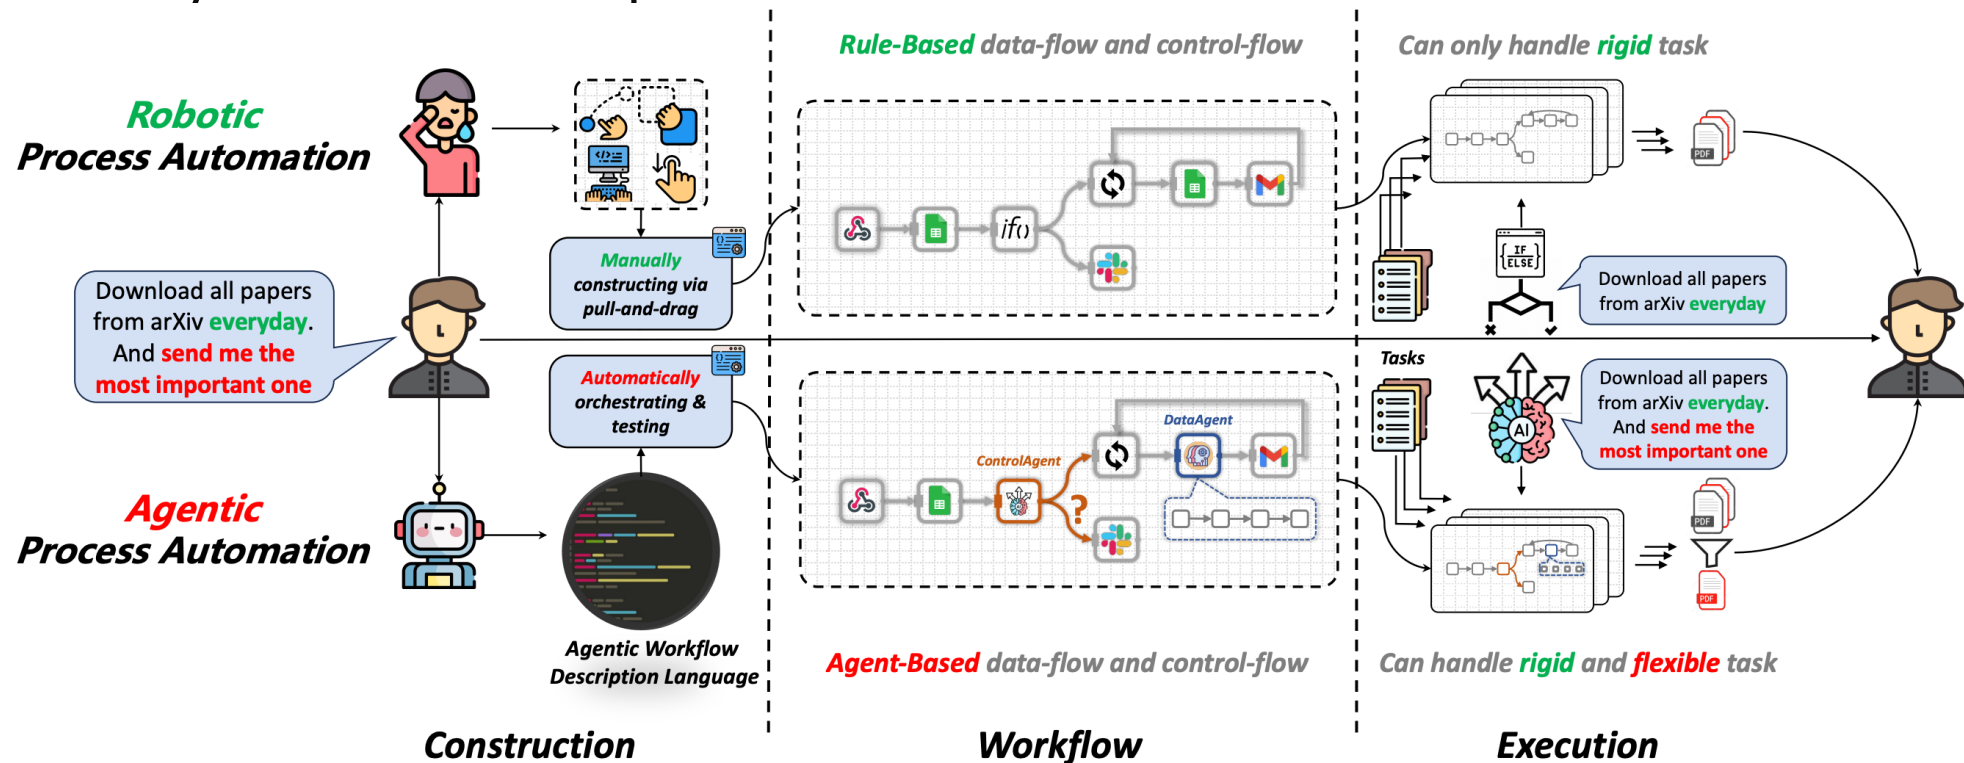 Rule-Based data-flow and control-flow
Can only handle rigid task
Robotic
Process Automation
</>
if()
IF
ELSE
PDF
Manually
constructing via
pull-and-drag
Download all papers
from arXiv everyday
Download all papers
from arXiv everyday.
And send me the
most important one
Automatically
orchestrating &
testing
Tasks
Download all papers
from arXiv everyday.
And send me the
most important one
AI
DataAgent
ControlAgent
?
Agentic
Process Automation
PDF
PDF
Agentic Workflow
Description Language
Agent-Based data-flow and control-flow
Can handle rigid and flexible task
Construction
Workflow
Execution